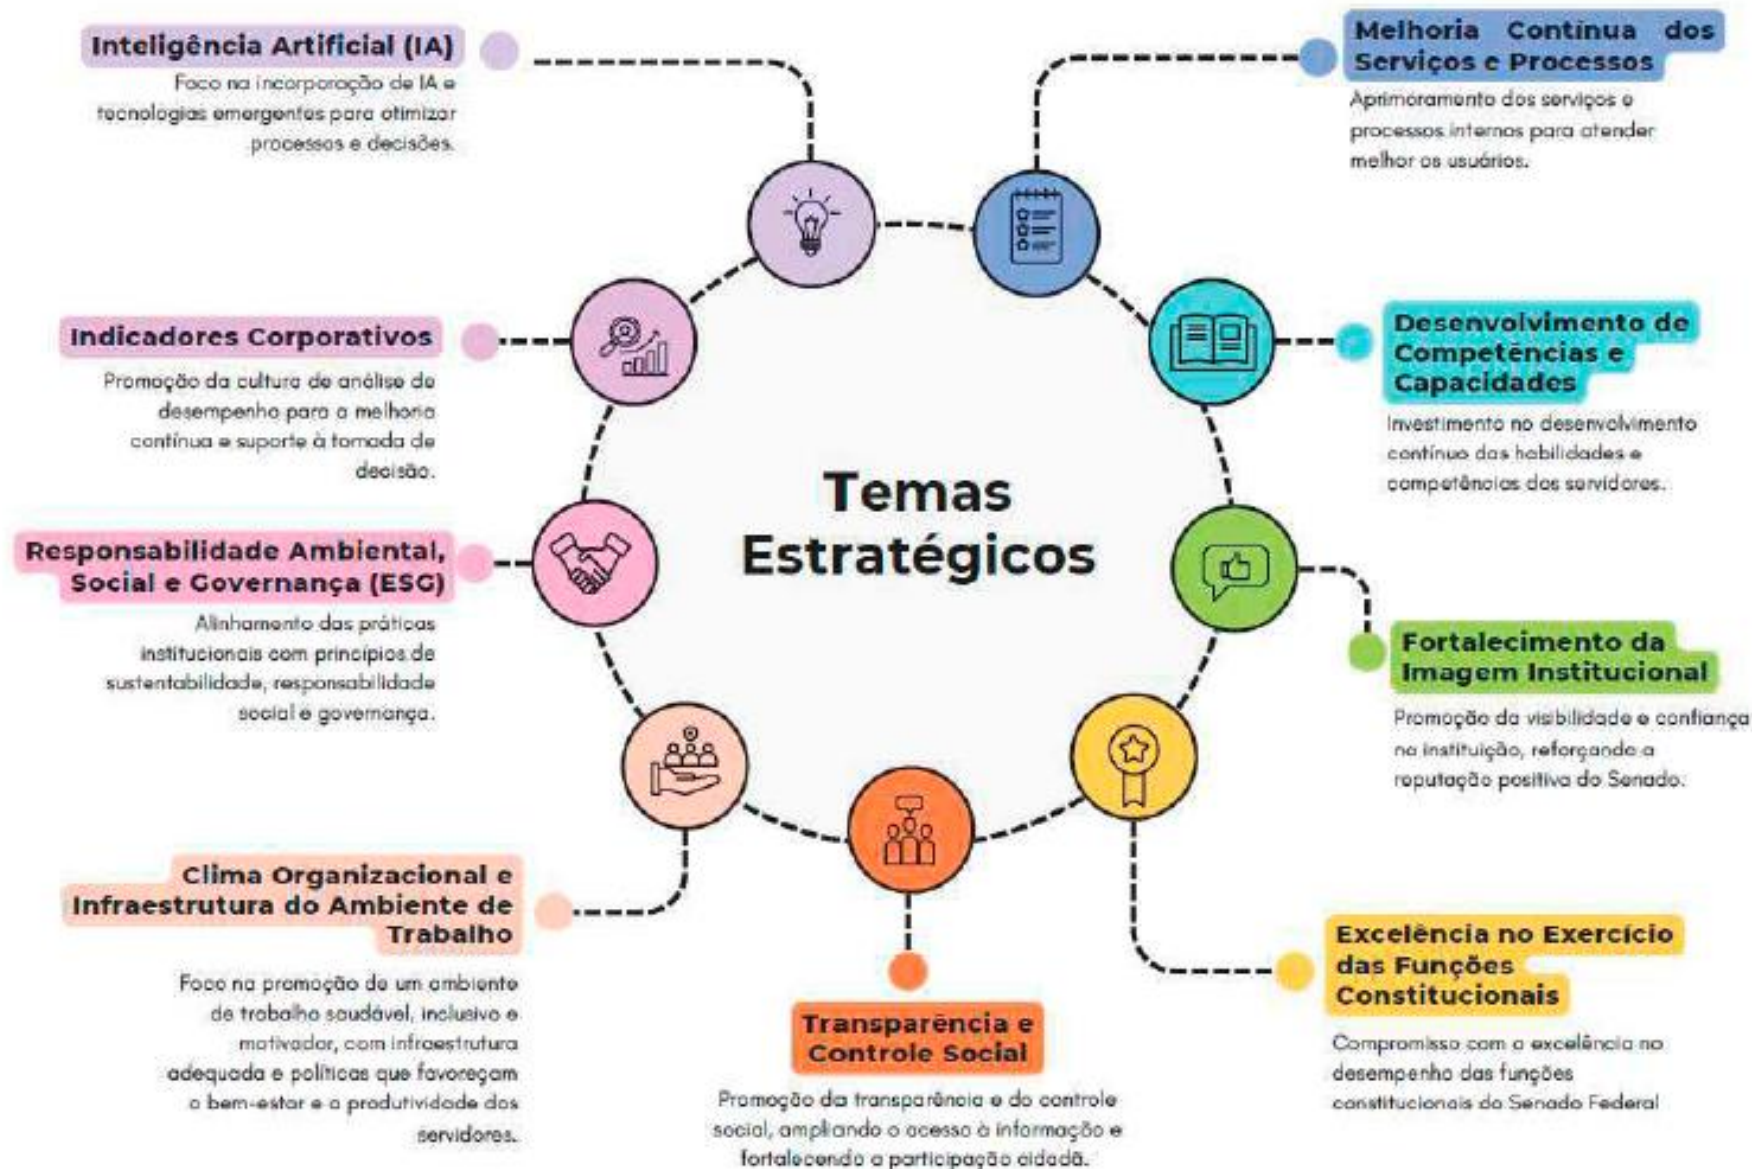 Temas
Estratégicos
Inteligência Artificial (IA)
Foco na incorporação de IA e
tecnologias emergentes para otimizar
processos e decisões.
Melhoria Contínua dos
Serviços e Processos
Aprimoramento dos serviços e
processos internos para atender
melhor os usuários.
Desenvolvimento de
Competências e
Capacidades
Investimento no desenvolvimento
contínuo das habilidades e
competências dos servidores.
Fortalecimento da
Imagem Institucional
Promoção da visibilidade e confiança
na instituição, reforçando a
reputação positiva do Senado.
Excelência no Exercício
das Funções
Constitucionais
Compromisso com a excelência no
desempenho das funções
constitucionais do Senado Federal
Transparência e
Controle Social
Promoção da transparência e do controle
social, ampliando o acesso à informação e
fortalecendo a participação cidadã.
Clima Organizacional e
Infraestrutura do Ambiente de
Trabalho
Foco na promoção de um ambiente
de trabalho saudável, inclusivo e
motivador, com infraestrutura
adequada e políticas que favoreçam
o bem-estar e a produtividade dos
servidores.
Responsabilidade Ambiental,
Social e Governança (ESG)
Alinhamento das práticas
institucionais com princípios de
sustentabilidade, responsabilidade
social e governança.
Indicadores Corporativos
Promoção da cultura de análise de
desempenho para a melhoria
contínua e suporte à tomada de
decisão.